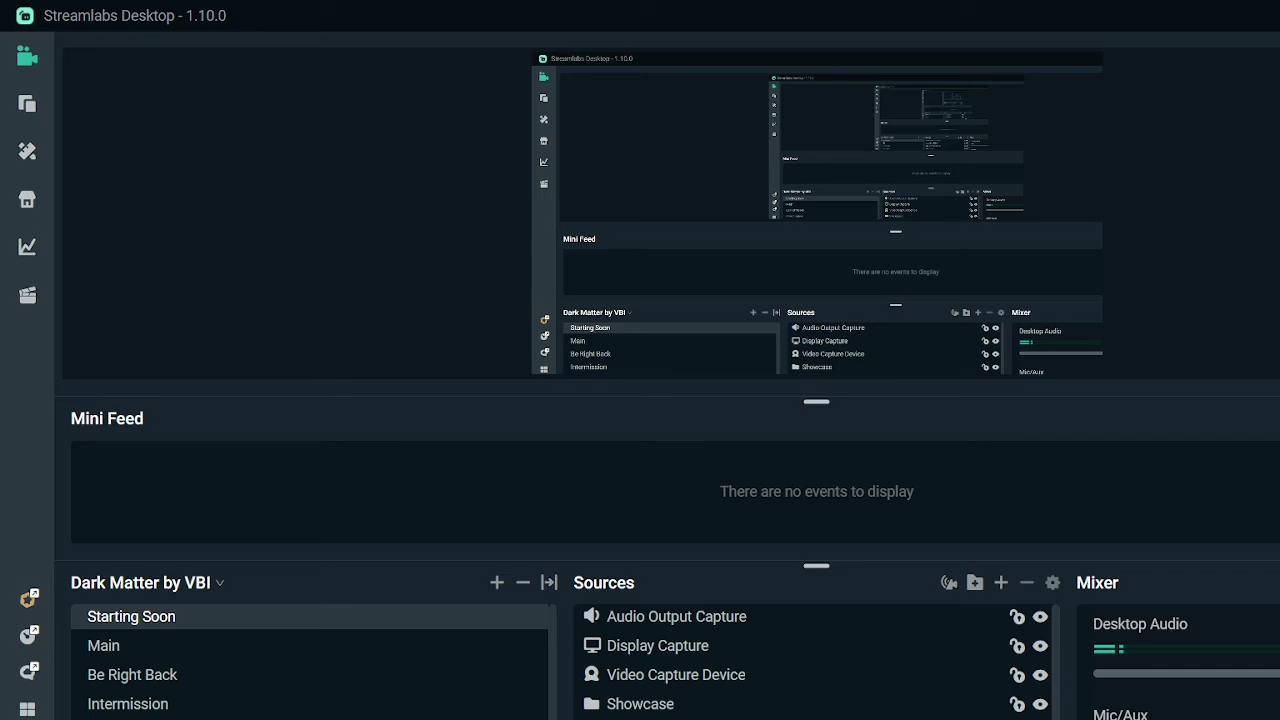 Streamlabs Desktop - 1.10.0
Streamlabs Desktop - 1.10.0
Mini Feed
Mini Feed
There are no events to display
Dark Matter by VBI
Sources
Mixer
Starting Soon
Audio Output Capture
Desktop Audio
Main
Display Capture
Be Right Back
Video Capture Device
Intermission
Showcase
Mic/Aux
Mini Feed
There are no events to display
Dark Matter by VBI
Sources
Mixer
Starting Soon
Audio Output Capture
Desktop Audio
Main
Display Capture
Be Right Back
Video Capture Device
Intermission
Showcase
Mic/Aux